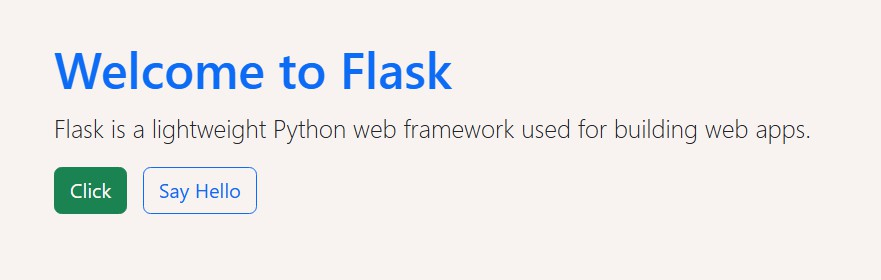 Welcome to Flask
Flask is a lightweight Python web framework used for building web apps.
Click
Say Hello